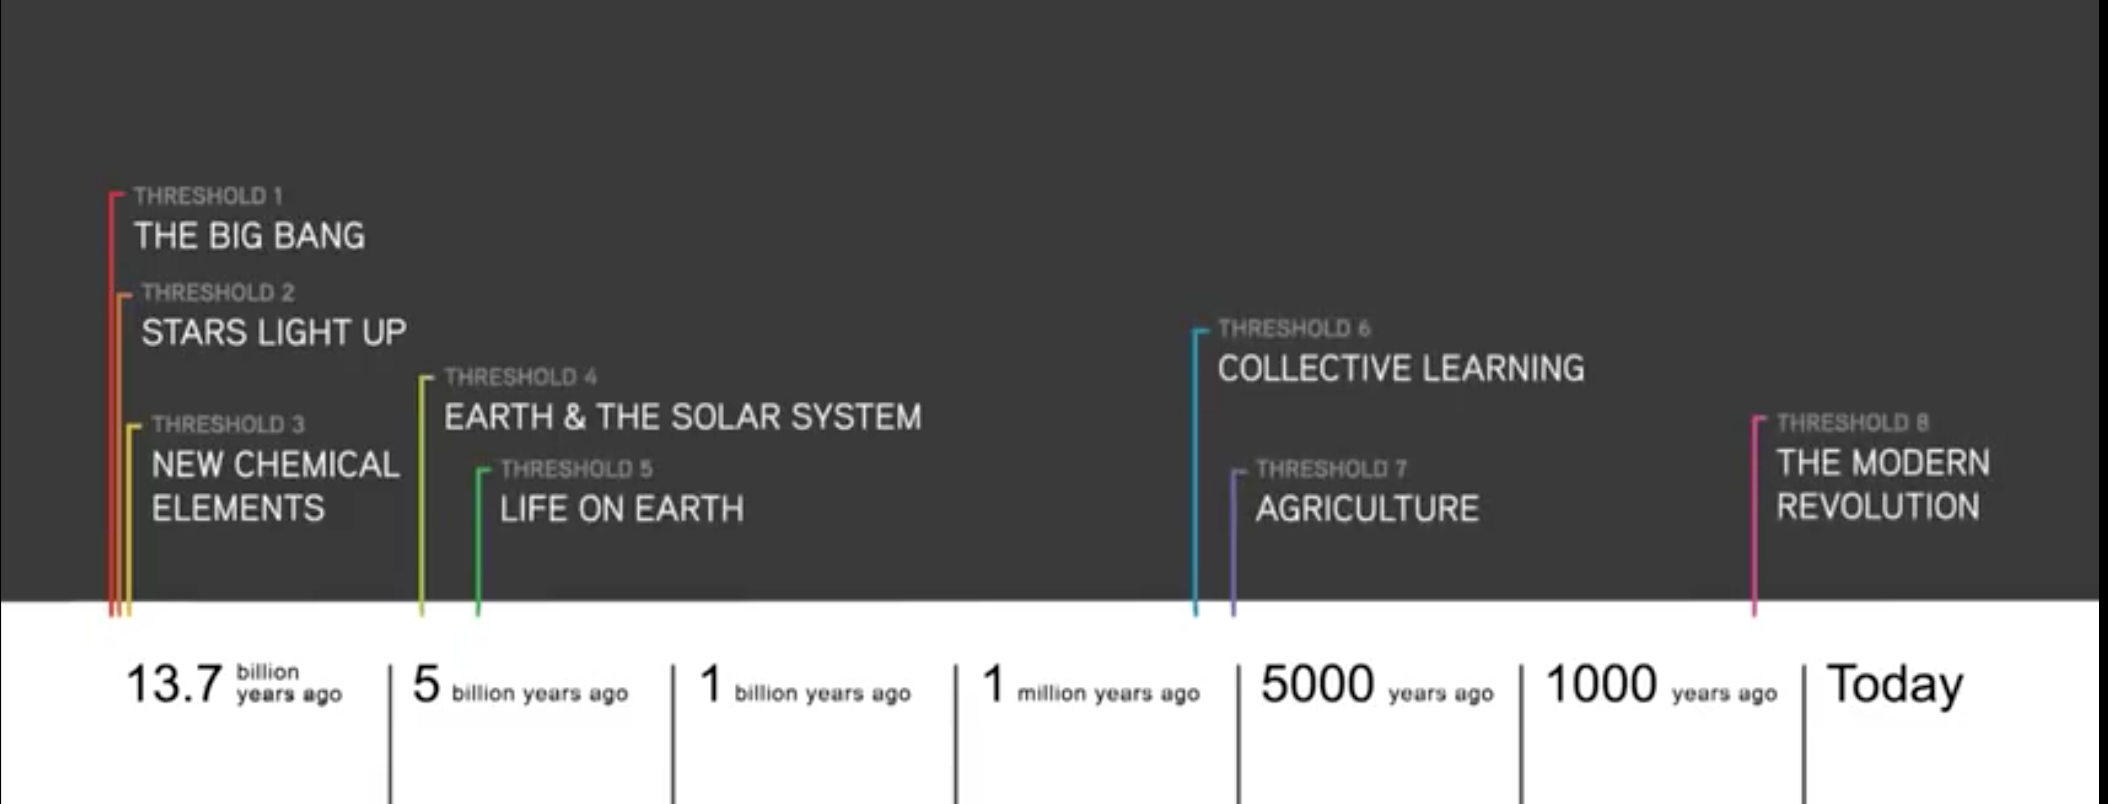 THRESHOLD 1
THE BIG BANG
THRESHOLD 2
STARS LIGHT UP
THRESHOLD 3
NEW CHEMICAL
ELEMENTS
THRESHOLD 4
EARTH & THE SOLAR SYSTEM
THRESHOLD 5
LIFE ON EARTH
THRESHOLD 6
COLLECTIVE LEARNING
THRESHOLD 7
AGRICULTURE
THRESHOLD 8
THE MODERN
REVOLUTION
13.7 billion
years ago
5 billion years ago
1 billion years ago
1 million years ago
5000 years ago
1000 years ago
Today